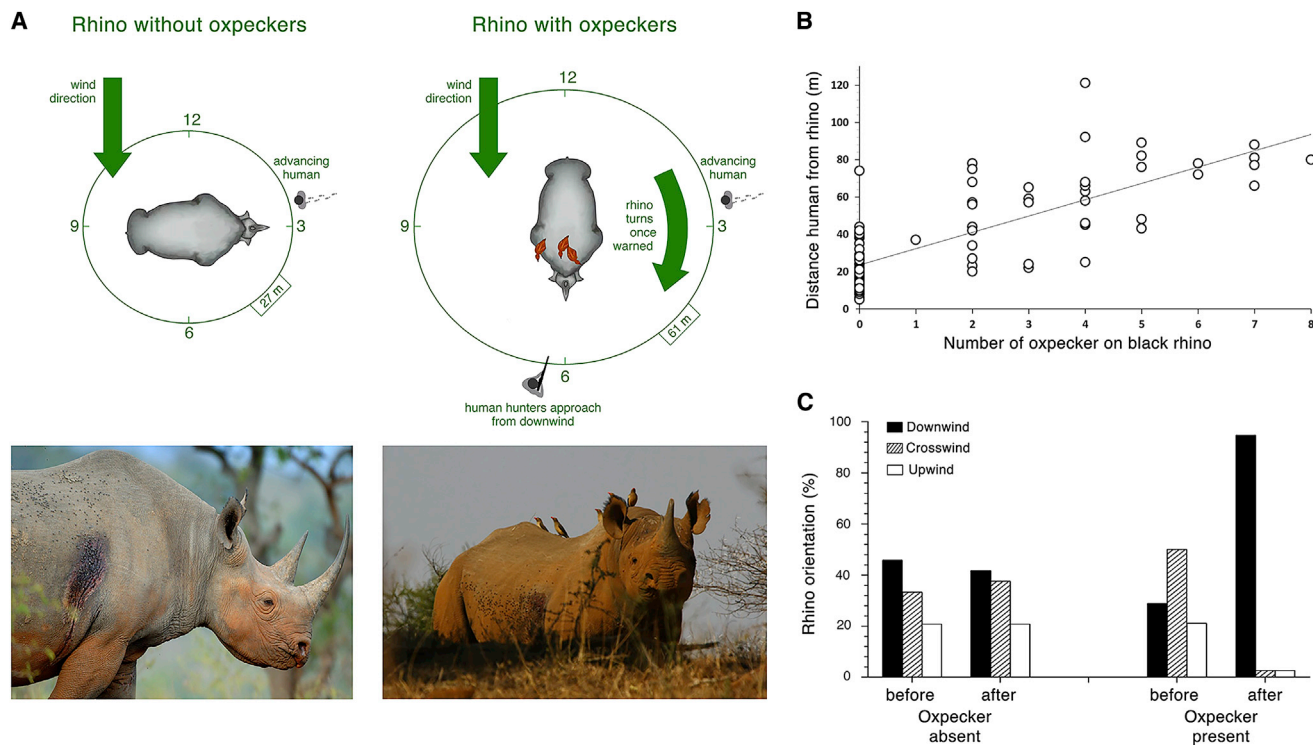 A
Rhino without oxpeckers
wind
direction
12
advancing
human
9
3
6
27 m
Rhino with oxpeckers
wind
direction
12
advancing
human
rhino
turns
once
warned
9
3
61 m
6
human hunters approach
from downwind
B
Distance human from rhino (m)
120
100
80
60
40
20
0
0 1 2 3 4 5 6 7 8
Number of oxpecker on black rhino
C
Rhino orientation (%)
100
80
60
40
20
0
Downwind
Crosswind
Upwind
before after before after
Oxpecker
absent
Oxpecker
present